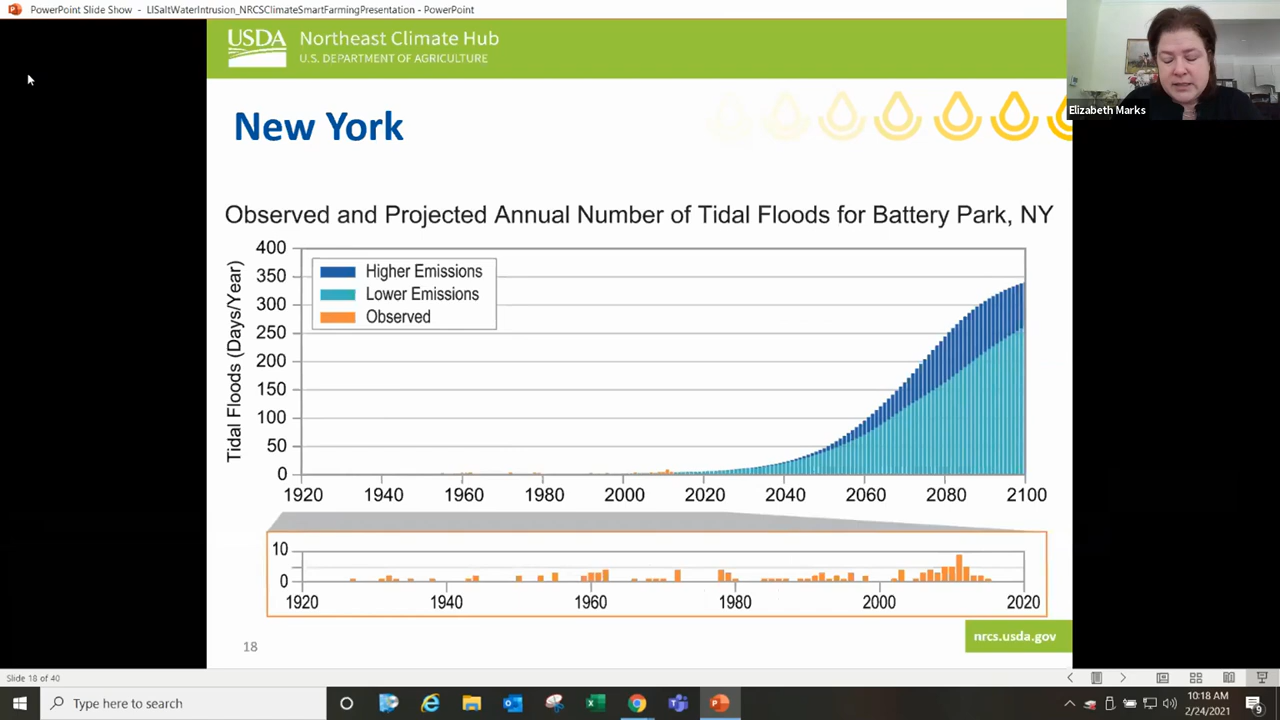 PowerPoint Slide Show - LISaltWaterIntrusion_NRCSClimateSmartFarmingPresentation - PowerPoint
USDA Northeast Climate Hub
U.S. DEPARTMENT OF AGRICULTURE
Elizabeth Marks
New York
Observed and Projected Annual Number of Tidal Floods for Battery Park, NY
Tidal Floods (Days/Year)
400
350
300
250
200
150
100
50
0
Higher Emissions
Lower Emissions
Observed
1920 1940 1960 1980 2000 2020 2040 2060 2080 2100
10
0
1920 1940 1960 1980 2000 2020
18
nrcs.usda.gov
Slide 18 of 40
Type here to search
10:18 AM
2/24/2021
9